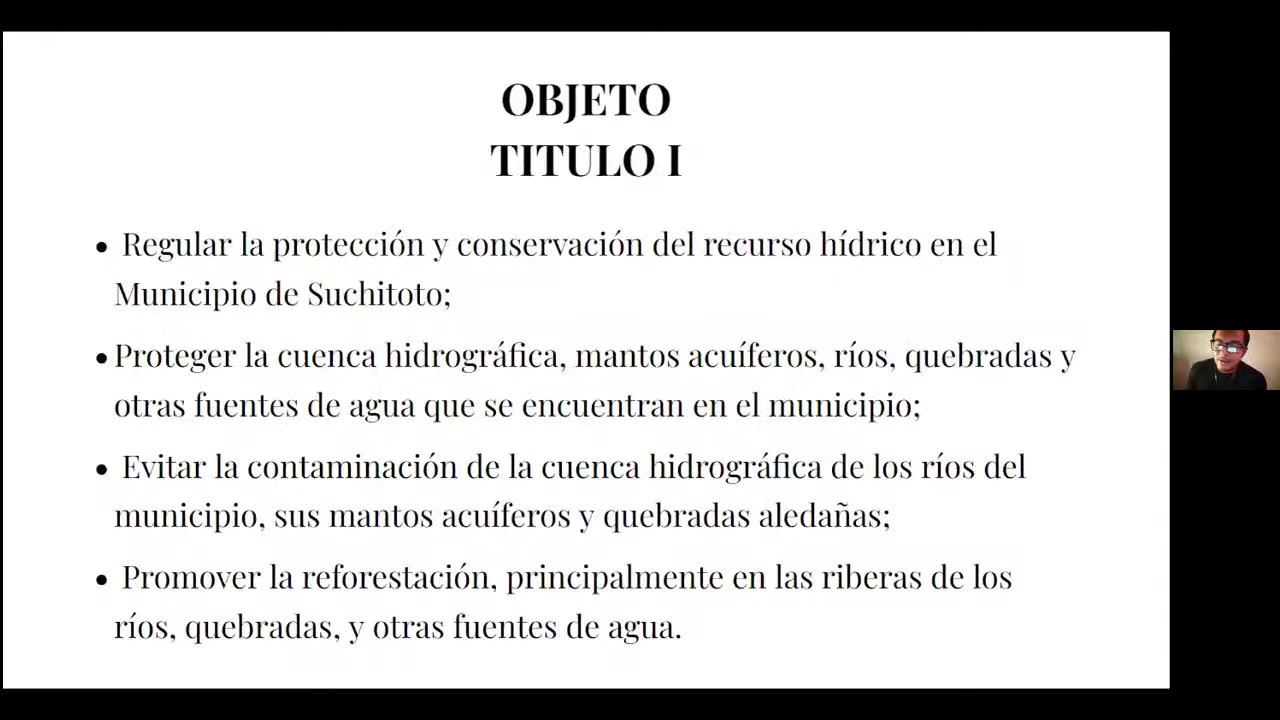 OBJETO
TITULO I
• Regular la protección y conservación del recurso hídrico en el
Municipio de Suchitoto;
• Proteger la cuenca hidrográfica, mantos acuíferos, ríos, quebradas y
otras fuentes de agua que se encuentran en el municipio;
• Evitar la contaminación de la cuenca hidrográfica de los ríos del
municipio, sus mantos acuíferos y quebradas aledañas;
• Promover la reforestación, principalmente en las riberas de los
ríos, quebradas, y otras fuentes de agua.